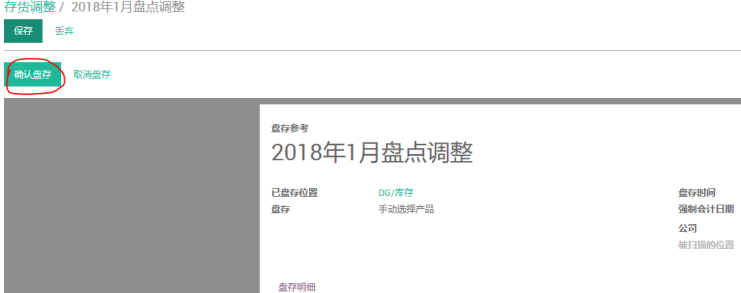 存货调整 / 2018年1月盘点调整
保存 丢弃
确认盘存 取消盘存
盘存参考
2018年1月盘点调整
已盘存位置 DG/库存 盘存时间
盘存 手动选择产品 强制会计日期
公司
被扫描的位置
盘存明细